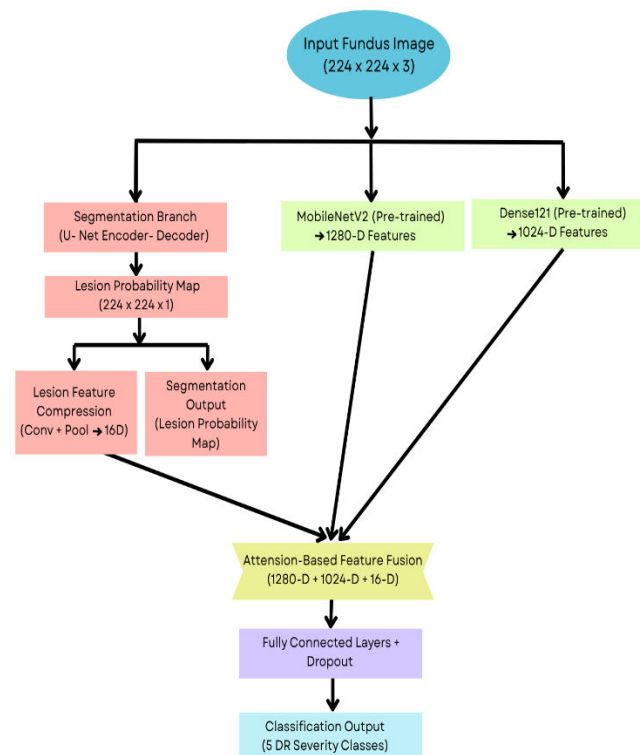 Input Fundus Image
(224 x 224 x 3)
Segmentation Branch
(U- Net Encoder- Decoder)
MobileNetV2 (Pre-trained)
→1280-D Features
Dense121 (Pre-trained)
→1024-D Features
Lesion Probability Map
(224 x 224 x 1)
Lesion Feature
Compression
(Conv + Pool → 16D)
Segmentation
Output
(Lesion Probability
Map)
Attension-Based Feature Fusion
(1280-D + 1024-D + 16-D)
Fully Connected Layers +
Dropout
Classification Output
(5 DR Severity Classes)